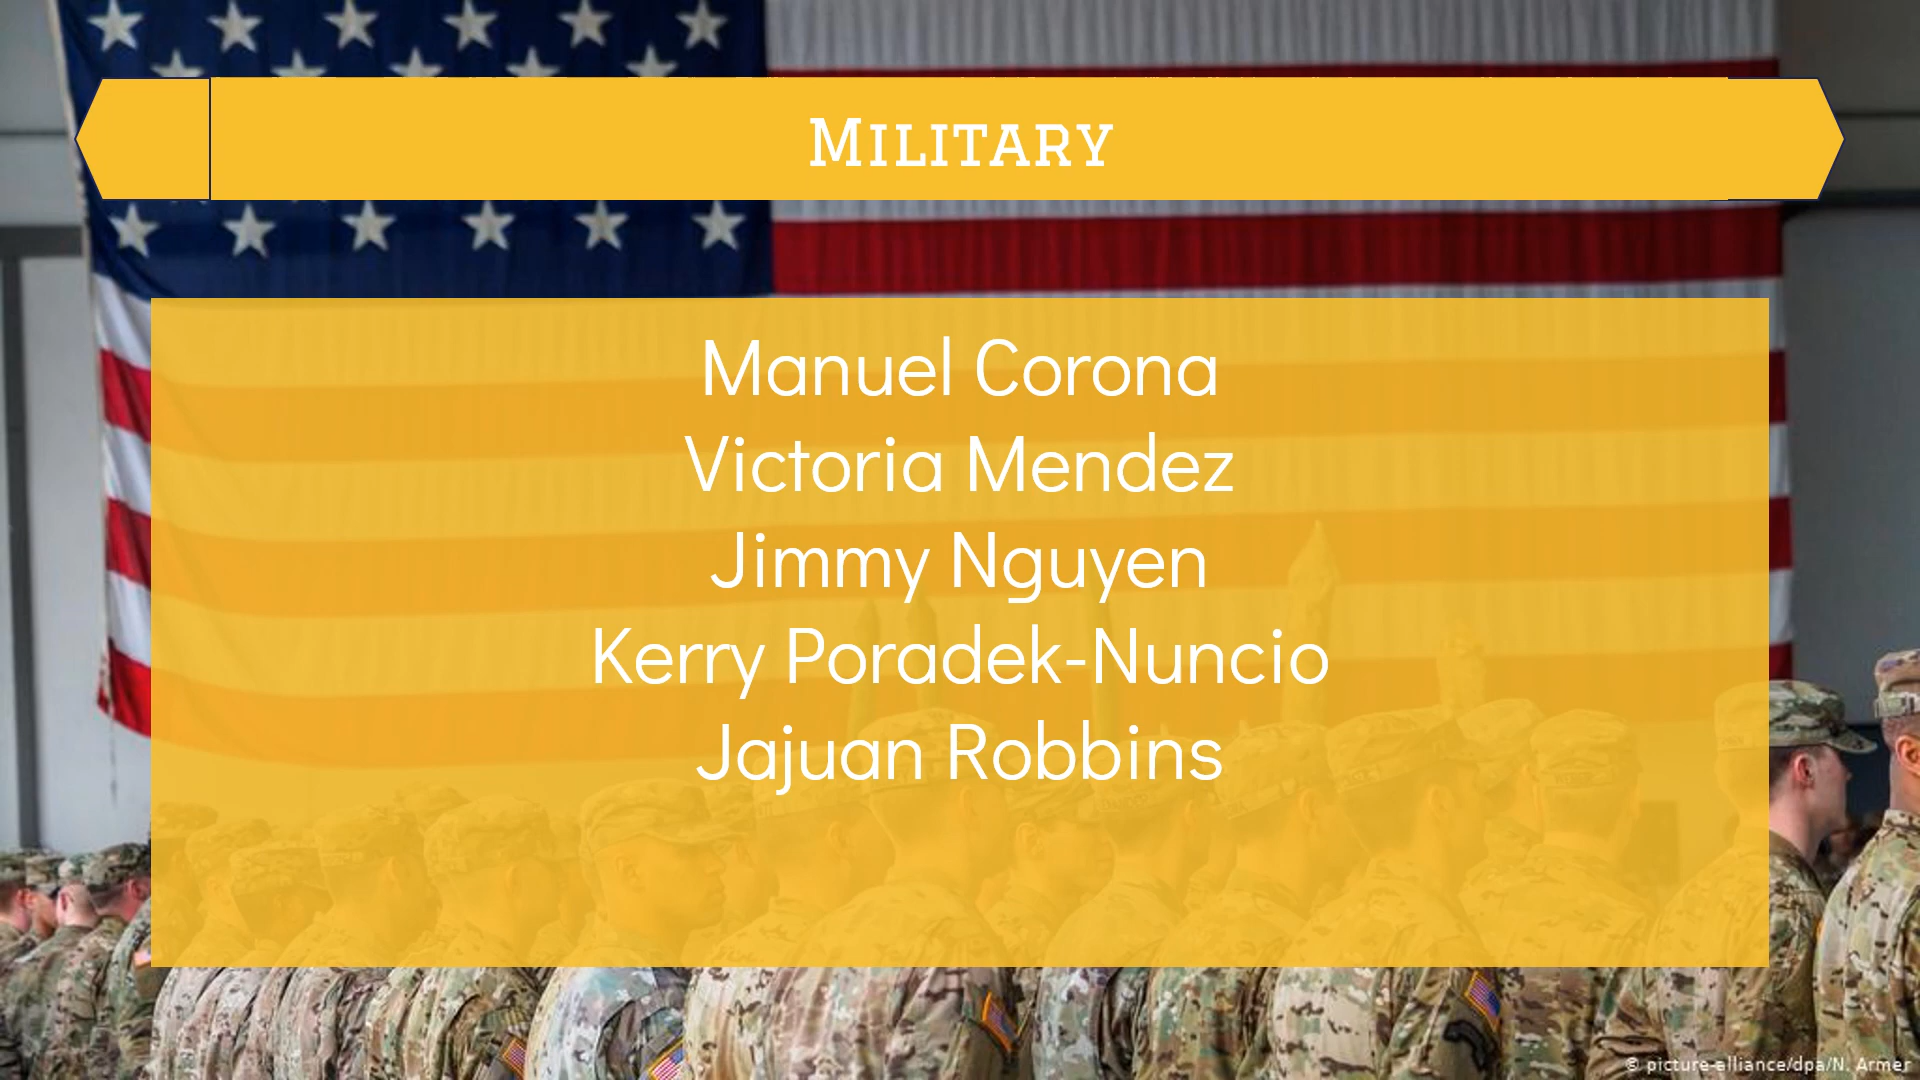 Military
Manuel Corona
Victoria Mendez
Jimmy Nguyen
Kerry Poradek-Nuncio
Jajuan Robbins
© picture-alliance/dpa/N. Armer